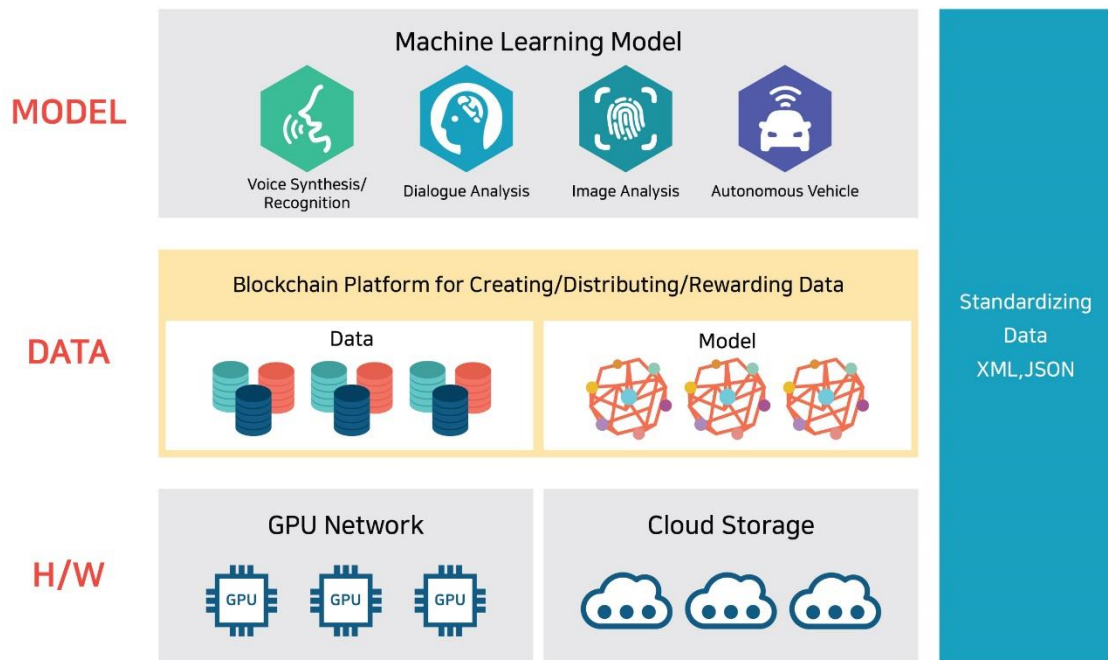 MODEL
Machine Learning Model
Voice Synthesis/
Recognition
Dialogue Analysis
Image Analysis
Autonomous Vehicle
DATA
Blockchain Platform for Creating/Distributing/Rewarding Data
Data
Model
H/W
GPU Network
GPU
GPU
GPU
Cloud Storage
Standardizing
Data
XML,JSON